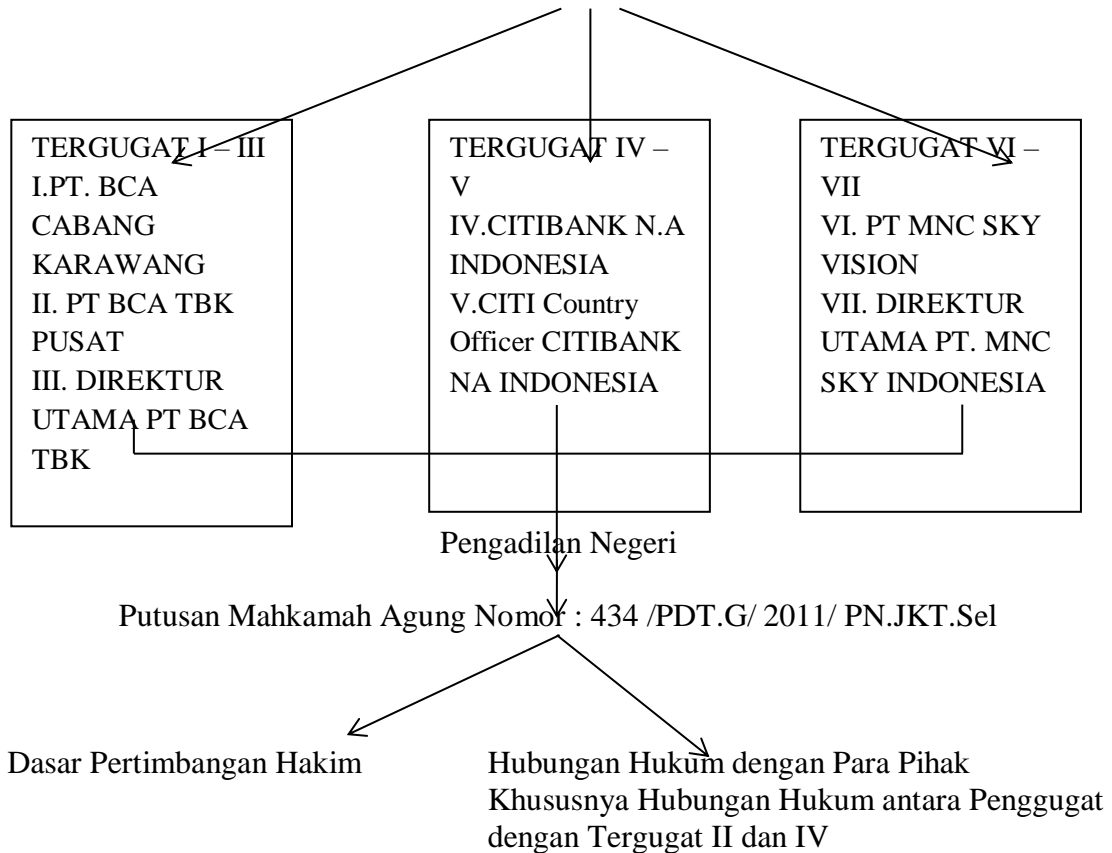 TERGUGAT I – III
I.PT. BCA
CABANG
KARAWANG
II. PT BCA TBK
PUSAT
III. DIREKTUR
UTAMA PT BCA
TBK
TERGUGAT IV –
V
IV.CITIBANK N.A
INDONESIA
V.CITI Country
Officer CITIBANK
NA INDONESIA
TERGUGAT VI –
VII
VI. PT MNC SKY
VISION
VII. DIREKTUR
UTAMA PT. MNC
SKY INDONESIA
Pengadilan Negeri
Putusan Mahkamah Agung Nomor : 434 /PDT.G/ 2011/ PN.JKT.Sel
Dasar Pertimbangan Hakim
Hubungan Hukum dengan Para Pihak
Khususnya Hubungan Hukum antara Penggugat
dengan Tergugat II dan IV